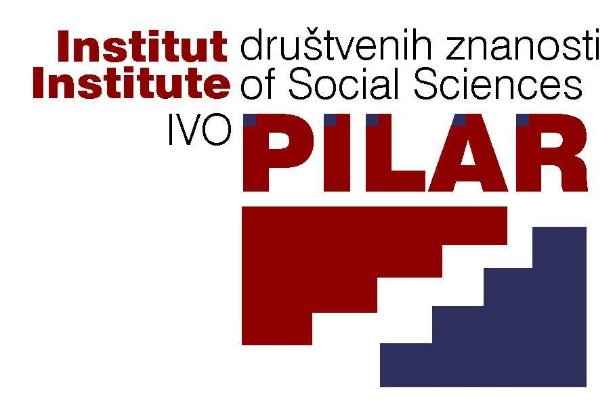 Institut društvenih znanosti
Institute of Social Sciences
IVO PILAR